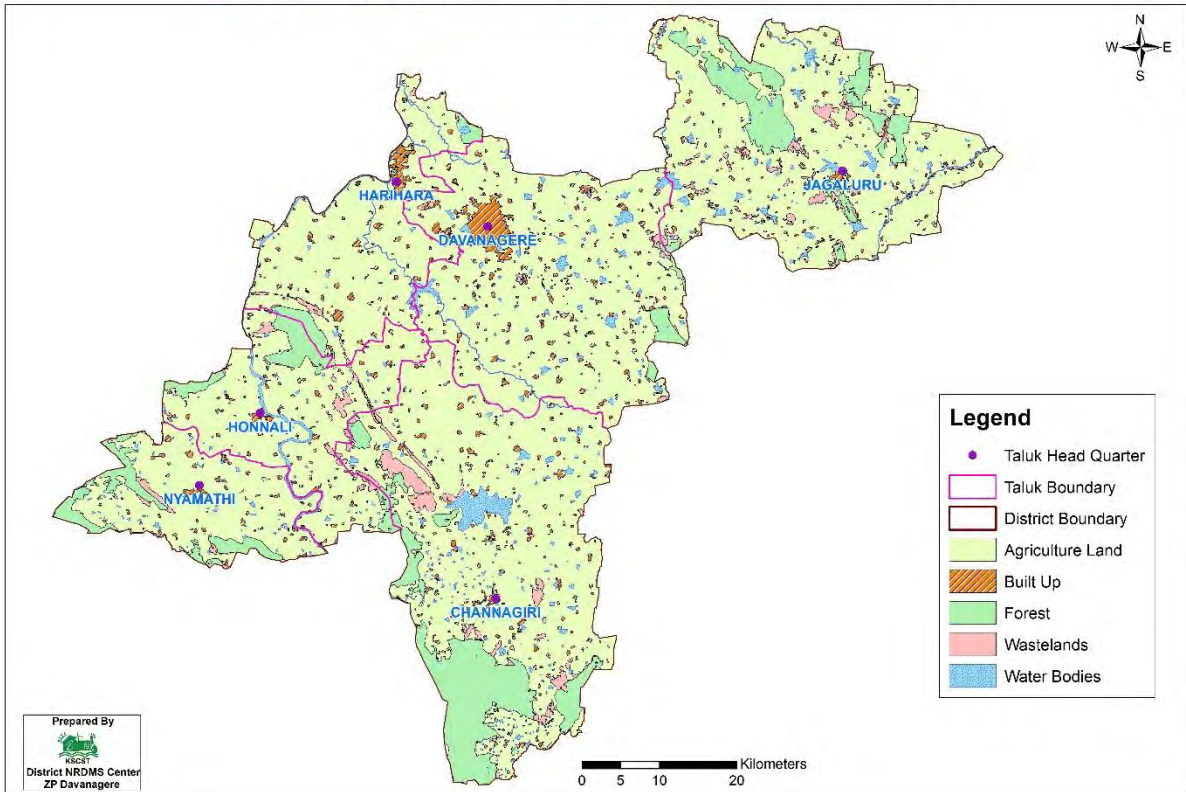 N
W E
S
HARIHARA
DAVANAGERE
JAGALURU
HONNALI
NYAMATHI
CHANNAGIRI
Legend
Taluk Head Quarter
Taluk Boundary
District Boundary
Agriculture Land
Built Up
Forest
Wastelands
Water Bodies
Prepared By
KSCST
District NRDMS Center
ZP Davanagere
Kilometers
0 5 10 20